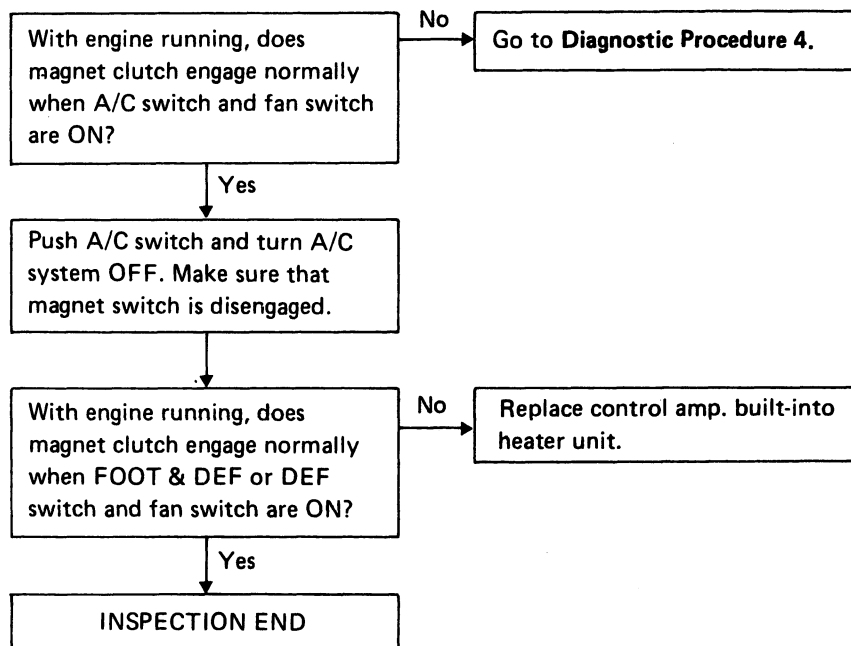 With engine running, does
magnet clutch engage normally
when A/C switch and fan switch
are ON?
No
Go to Diagnostic Procedure 4.
Yes
Push A/C switch and turn A/C
system OFF. Make sure that
magnet switch is disengaged.
With engine running, does
magnet clutch engage normally
when FOOT & DEF or DEF
switch and fan switch are ON?
No
Replace control amp. built-into
heater unit.
Yes
INSPECTION END